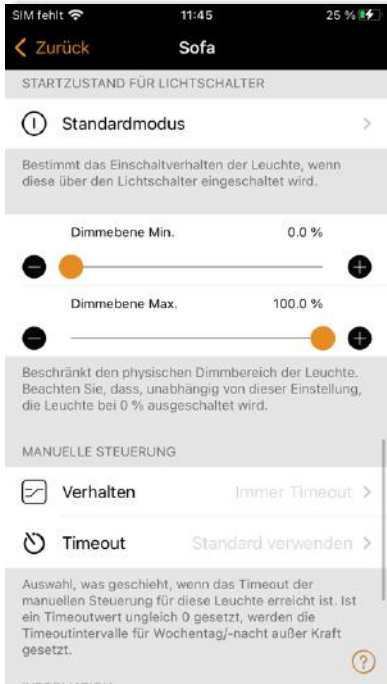 SIM fehlt 11:45 25 %
Zurück Sofa
STARTZUSTAND FÜR LICHTSCHALTER
Standardmodus
Bestimmt das Einschaltverhalten der Leuchte, wenn
diese über den Lichtschalter eingeschaltet wird.
Dimmebene Min. 0.0 %
Dimmebene Max. 100.0 %
Beschränkt den physischen Dimmbereich der Leuchte.
Beachten Sie, dass, unabhängig von dieser Einstellung,
die Leuchte bei 0 % ausgeschaltet wird.
MANUELLE STEUERUNG
Verhalten Immer Timeout
Timeout Standard verwenden
Auswahl, was geschieht, wenn das Timeout der
manuellen Steuerung für diese Leuchte erreicht ist. Ist
ein Timeoutwert ungleich 0 gesetzt, werden die
Timeoutintervalle für Wochentag/-nacht außer Kraft
gesetzt.
?